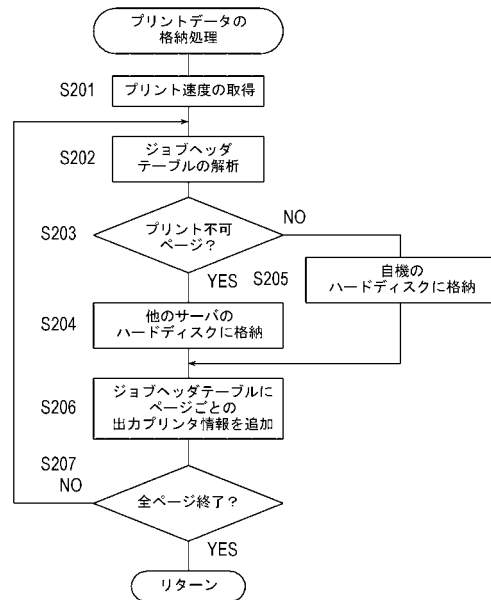 プリントデータの
格納処理
S201
プリント速度の取得
S202
ジョブヘッダ
テーブルの解析
S203
プリント不可
ページ?
NO
YES
S205
自機の
ハードディスクに格納
S204
他のサーバの
ハードディスクに格納
S206
ジョブヘッダテーブルに
ページごとの
出力プリンタ情報を追加
S207
NO
全ページ終了?
YES
リターン